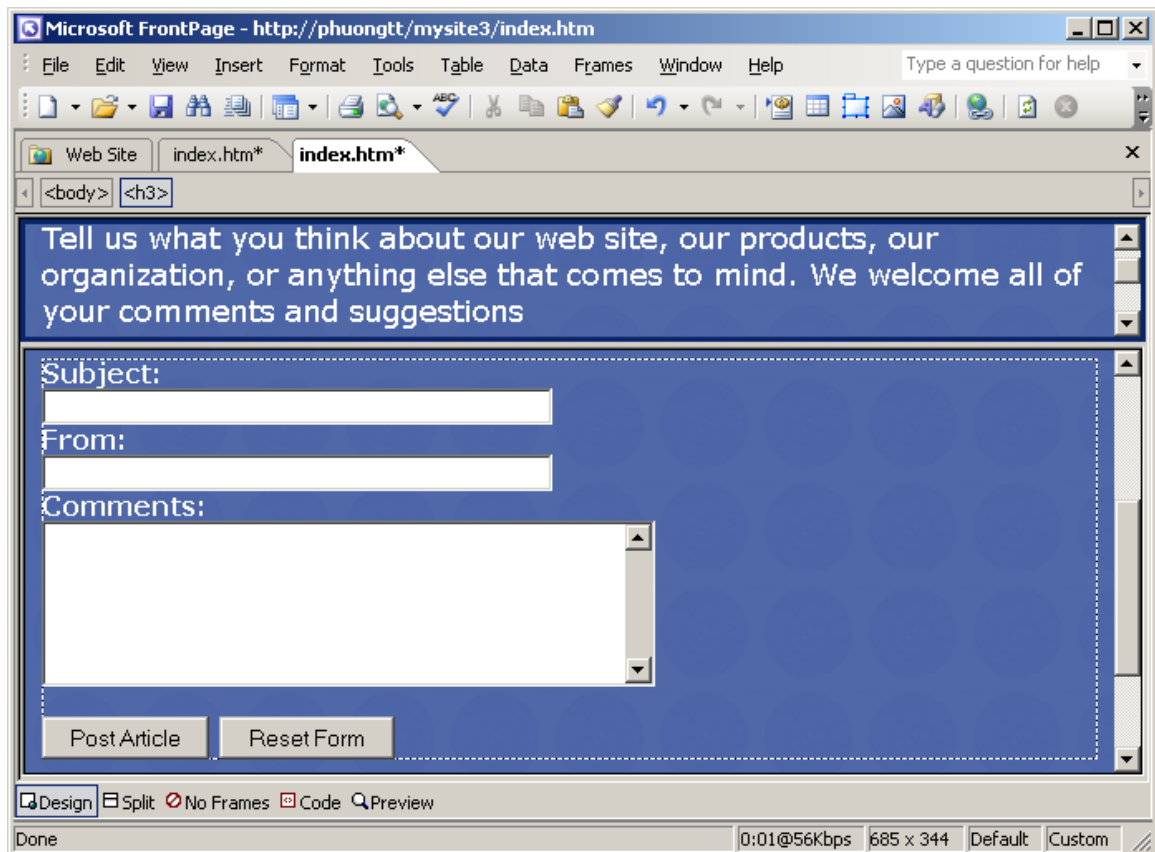 Microsoft FrontPage - http://phuongtt/mysite3/index.htm
File Edit View Insert Format Tools Table Data Frames Window Help Type a question for help
ABC
Web Site index.htm* index.htm*
<body> <h3>
Tell us what you think about our web site, our products, our
organization, or anything else that comes to mind. We welcome all of
your comments and suggestions
Subject:
From:
Comments:
Post Article Reset Form
Design Split No Frames Code Preview
Done 0:01@56Kbps 685 x 344 Default Custom